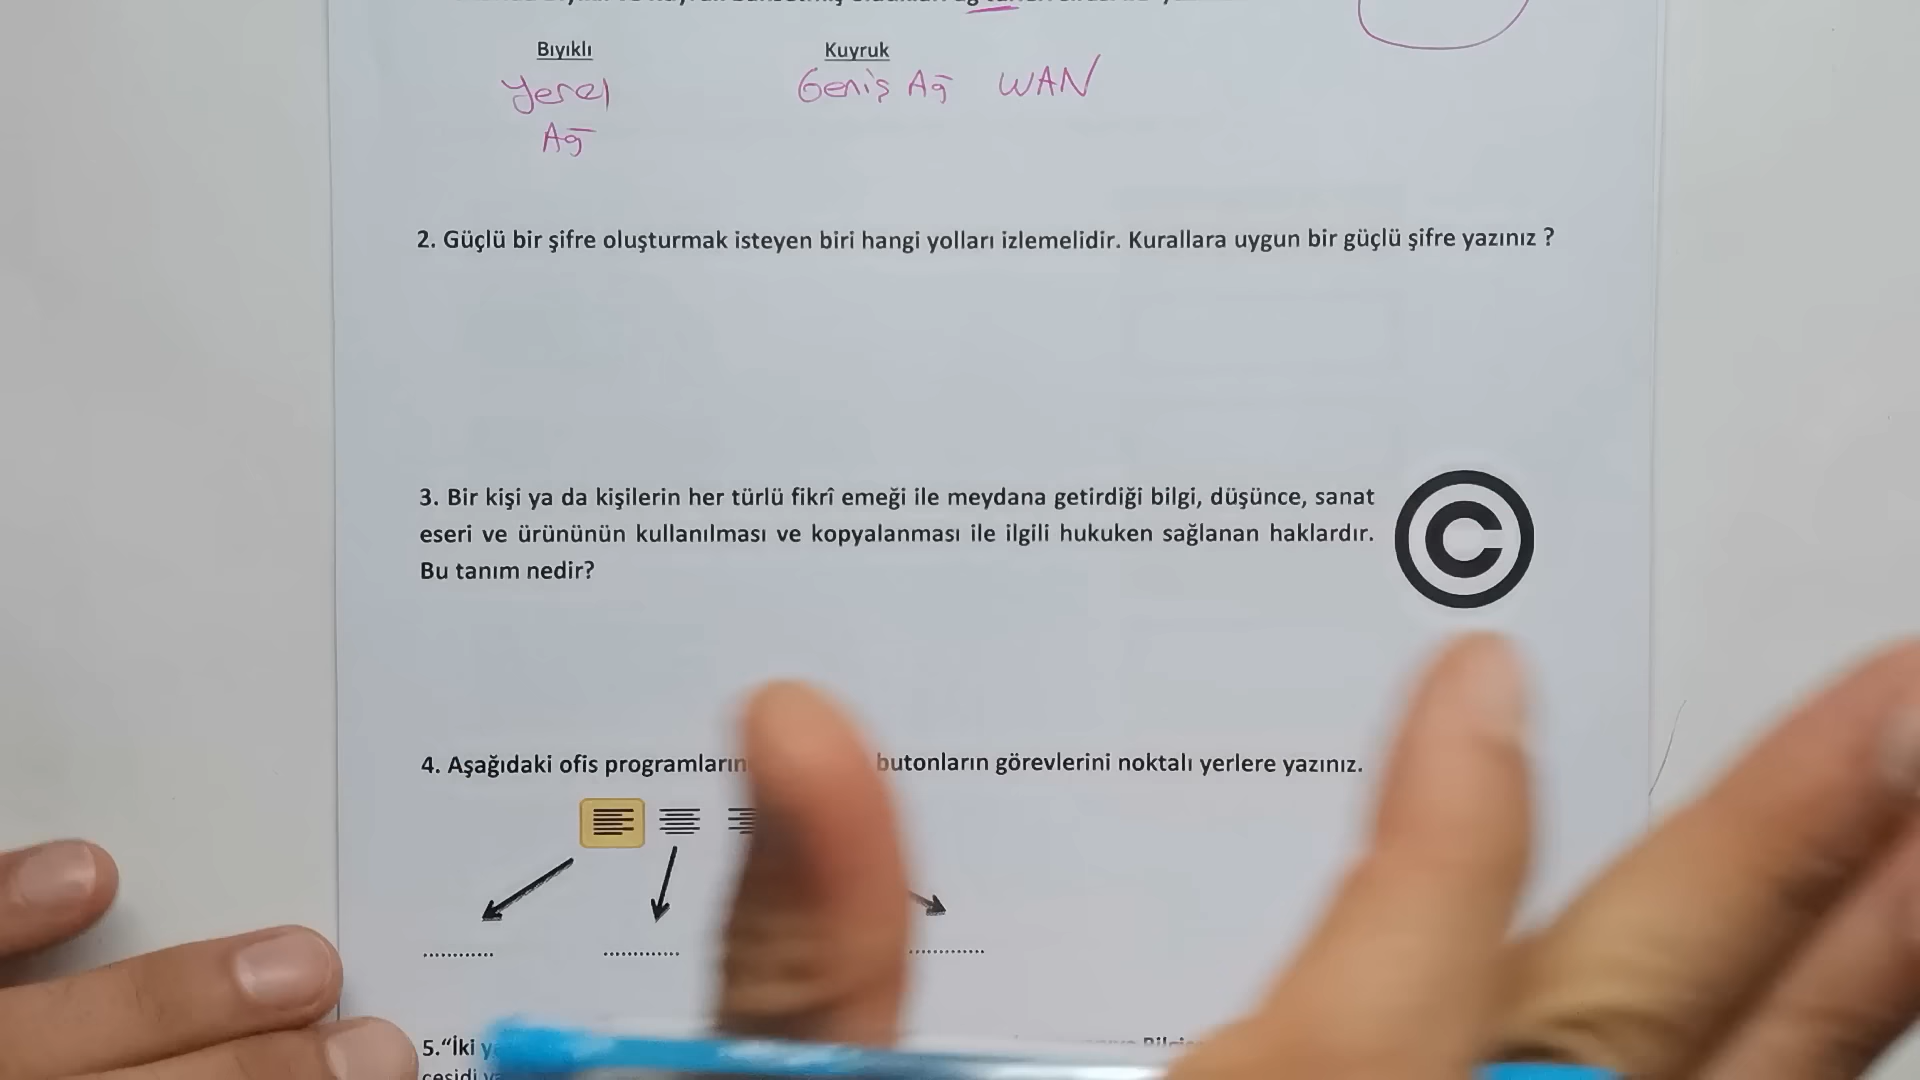 Bıyıklı Kuyruk
Yerel Geniş Ağ WAN
Ağ
2. Güçlü bir şifre oluşturmak isteyen biri hangi yolları izlemelidir. Kurallara uygun bir güçlü şifre yazınız ?
3. Bir kişi ya da kişilerin her türlü fikrî emeği ile meydana getirdiği bilgi, düşünce, sanat
eseri ve ürününün kullanılması ve kopyalanması ile ilgili hukuken sağlanan haklardır.
Bu tanım nedir?
©
4. Aşağıdaki ofis programların butonların görevlerini noktalı yerlere yazınız.
............ ............. .............
5."İki